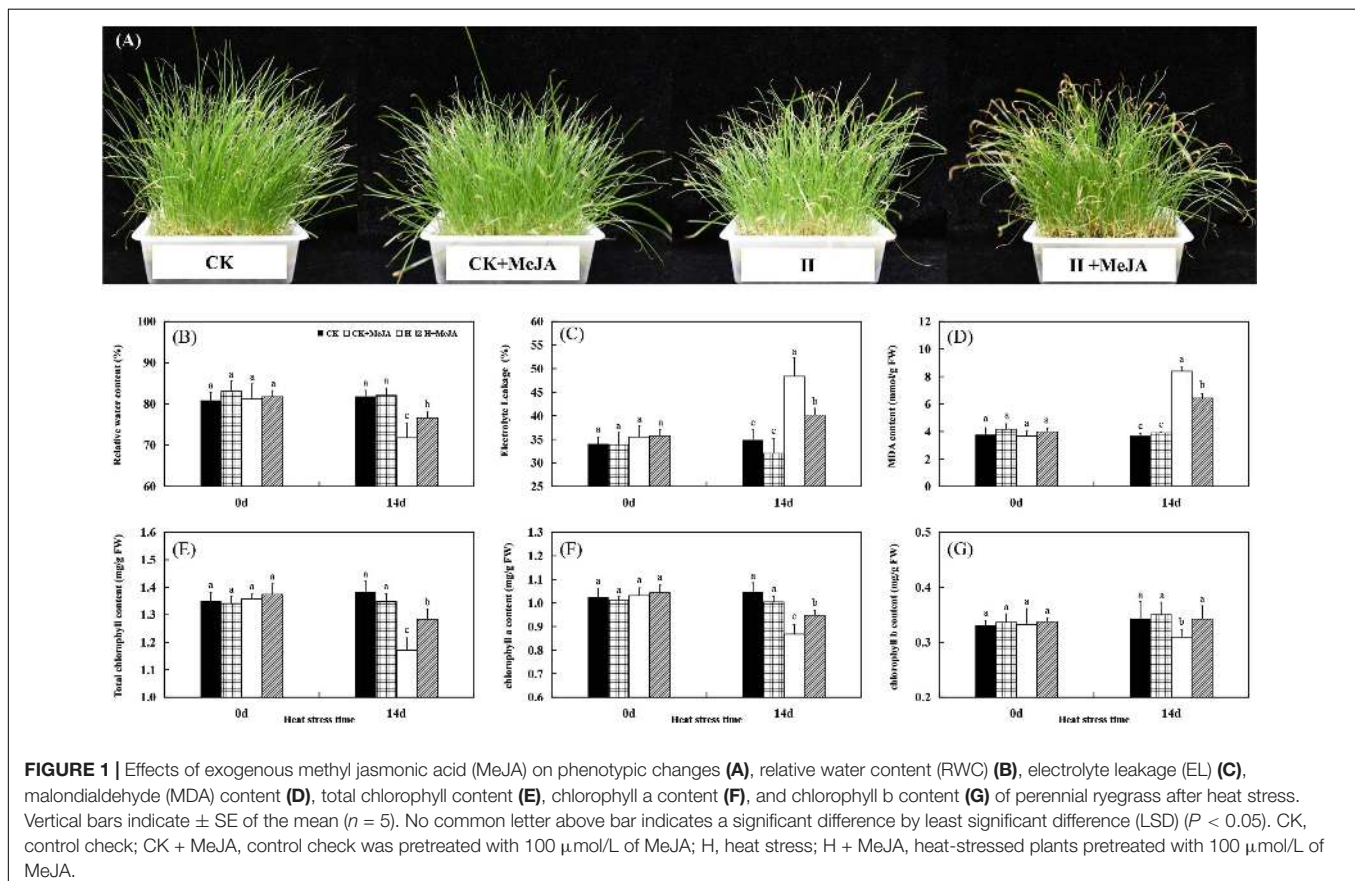 (A)
CK
CK+MeJA
H
H +MeJA
(B)
CK CK+MeJA H H+MeJA
Relative water content (%)
100
90
80
70
60
a a a a
a a c b
0d 14d
(C)
Electrolyte Leakage (%)
60
55
50
45
40
35
30
25
a a a a
c c a b
0d 14d
(D)
MDA content (mmol/g FW)
12
10
8
6
4
2
0
a a a a
c c a b
0d 14d
(E)
Total chlorophyll content (mg/g FW)
1.6
1.5
1.4
1.3
1.2
1.1
1.0
a a a a
a a c b
0d 14d
Heat stress time
(F)
chlorophyll a content (mg/g FW)
1.3
1.2
1.1
1.0
0.9
0.8
0.7
0.6
a a a a
a a c b
0d 14d
Heat stress time
(G)
chlorophyll b content (mg/g FW)
0.5
0.4
0.3
0.2
a a a a
a a b a
0d 14d
Heat stress time
FIGURE 1 | Effects of exogenous methyl jasmonic acid (MeJA) on phenotypic changes (A), relative water content (RWC) (B), electrolyte leakage (EL) (C),
malondialdehyde (MDA) content (D), total chlorophyll content (E), chlorophyll a content (F), and chlorophyll b content (G) of perennial ryegrass after heat stress.
Vertical bars indicate ± SE of the mean (n = 5). No common letter above bar indicates a significant difference by least significant difference (LSD) (P < 0.05). CK,
control check; CK + MeJA, control check was pretreated with 100 μmol/L of MeJA; H, heat stress; H + MeJA, heat-stressed plants pretreated with 100 μmol/L of
MeJA.